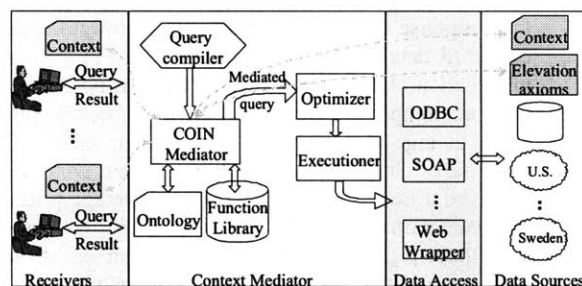 Context
Query
Result
⋮
Context
Query
Result
Receivers
Query
compiler
Mediated
query
COIN
Mediator
Ontology
Function
Library
Optimizer
Executioner
Context Mediator
ODBC
SOAP
⋮
Web
Wrapper
Data Access
Context
Elevation
axioms
U.S.
⋮
Sweden
Data Sources